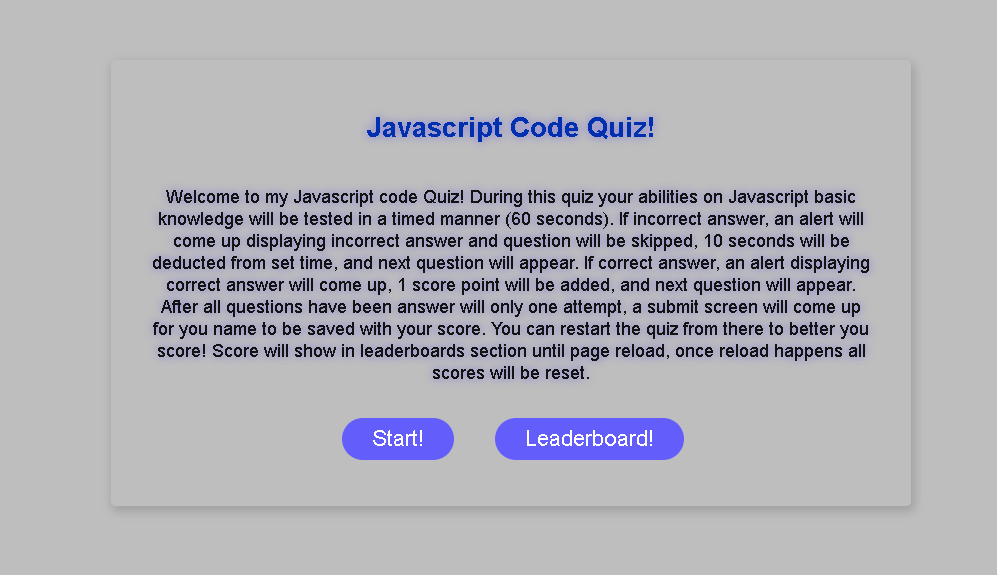 Javascript Code Quiz!
Welcome to my Javascript code Quiz! During this quiz your abilities on Javascript basic
knowledge will be tested in a timed manner (60 seconds). If incorrect answer, an alert will
come up displaying incorrect answer and question will be skipped, 10 seconds will be
deducted from set time, and next question will appear. If correct answer, an alert displaying
correct answer will come up, 1 score point will be added, and next question will appear.
After all questions have been answer will only one attempt, a submit screen will come up
for you name to be saved with your score. You can restart the quiz from there to better you
score! Score will show in leaderboards section until page reload, once reload happens all
scores will be reset.
Start! Leaderboard!